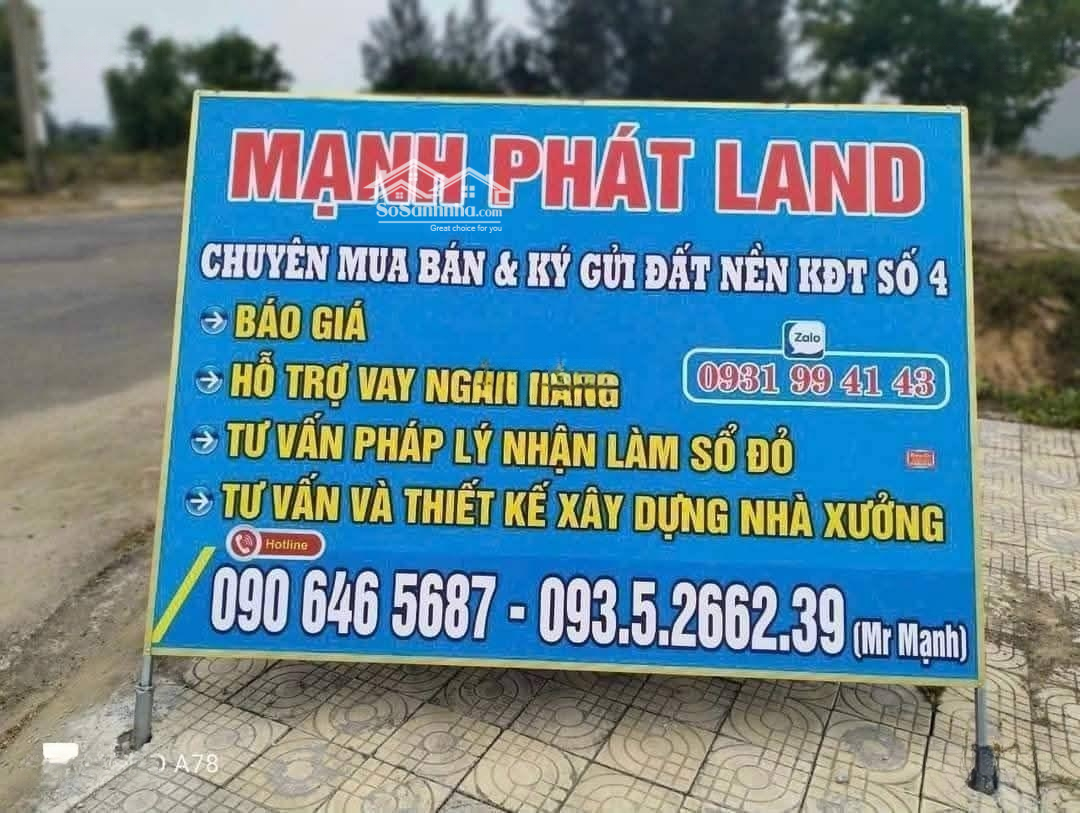 MẠNH PHÁT LAND
SoSanhnha.com
Great choice for you
CHUYÊN MUA BÁN & KÝ GỬI ĐẤT NỀN KĐT SỐ 4
BÁO GIÁ
Zalo
HỖ TRỢ VAY NGÂN HÀNG
0931 99 41 43
TƯ VẤN PHÁP LÝ NHẬN LÀM SỔ ĐỎ
TƯ VẤN VÀ THIẾT KẾ XÂY DỰNG NHÀ XƯỞNG
Hotline
090 646 5687 - 093.5.2662.39 (Mr Mạnh)
A78